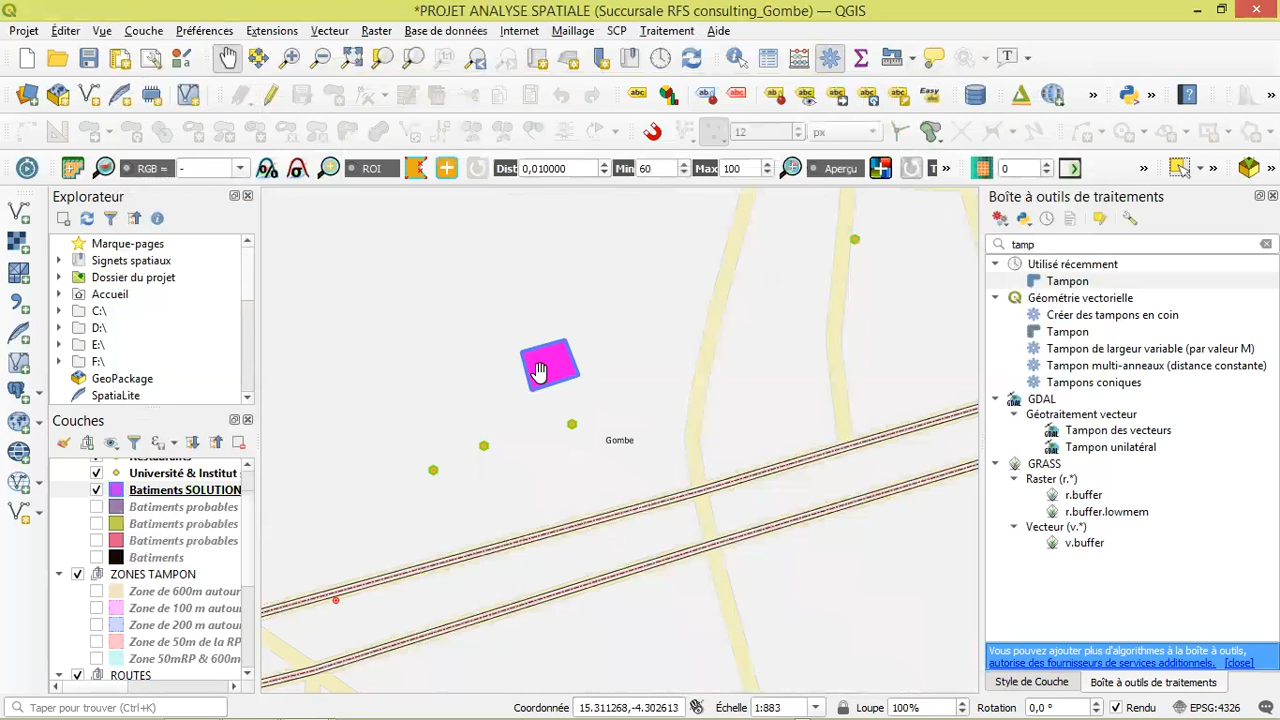 *PROJET ANALYSE SPATIALE (Succursale RFS consulting_Gombe) — QGIS
Projet Éditer Vue Couche Préférences Extensions Vecteur Raster Base de données Internet Maillage SCP Traitement Aide
12 px
RGB = - ROI Dist 0,010000 Min 60 Max 100 Aperçu T 0
Explorateur
Marque-pages
Signets spatiaux
Dossier du projet
Accueil
C:\
D:\
E:\
F:\
GeoPackage
SpatiaLite
Couches
Restaurants
Université & Institut
Batiments SOLUTION
Batiments probables
Batiments probables
Batiments probables
Batiments
ZONES TAMPON
Zone de 600m autour
Zone de 100 m autour
Zone de 200 m autour
Zone de 50m de la RP
Zone 50mRP & 600m
ROUTES
Gombe
Boîte à outils de traitements
tamp
Utilisé récemment
Tampon
Géométrie vectorielle
Créer des tampons en coin
Tampon
Tampon de largeur variable (par valeur M)
Tampon multi-anneaux (distance constante)
Tampons coniques
GDAL
Géotraitement vecteur
Tampon des vecteurs
Tampon unilatéral
GRASS
Raster (r.*)
r.buffer
r.buffer.lowmem
Vecteur (v.*)
v.buffer
Vous pouvez ajouter plus d'algorithmes à la boîte à outils,
autorise des fournisseurs de services additionnels. [close]
Style de Couche Boîte à outils de traitements
Taper pour trouver (Ctrl+K) Coordonnée 15.311268,-4.302613 Échelle 1:883 Loupe 100% Rotation 0,0 ° Rendu EPSG:4326